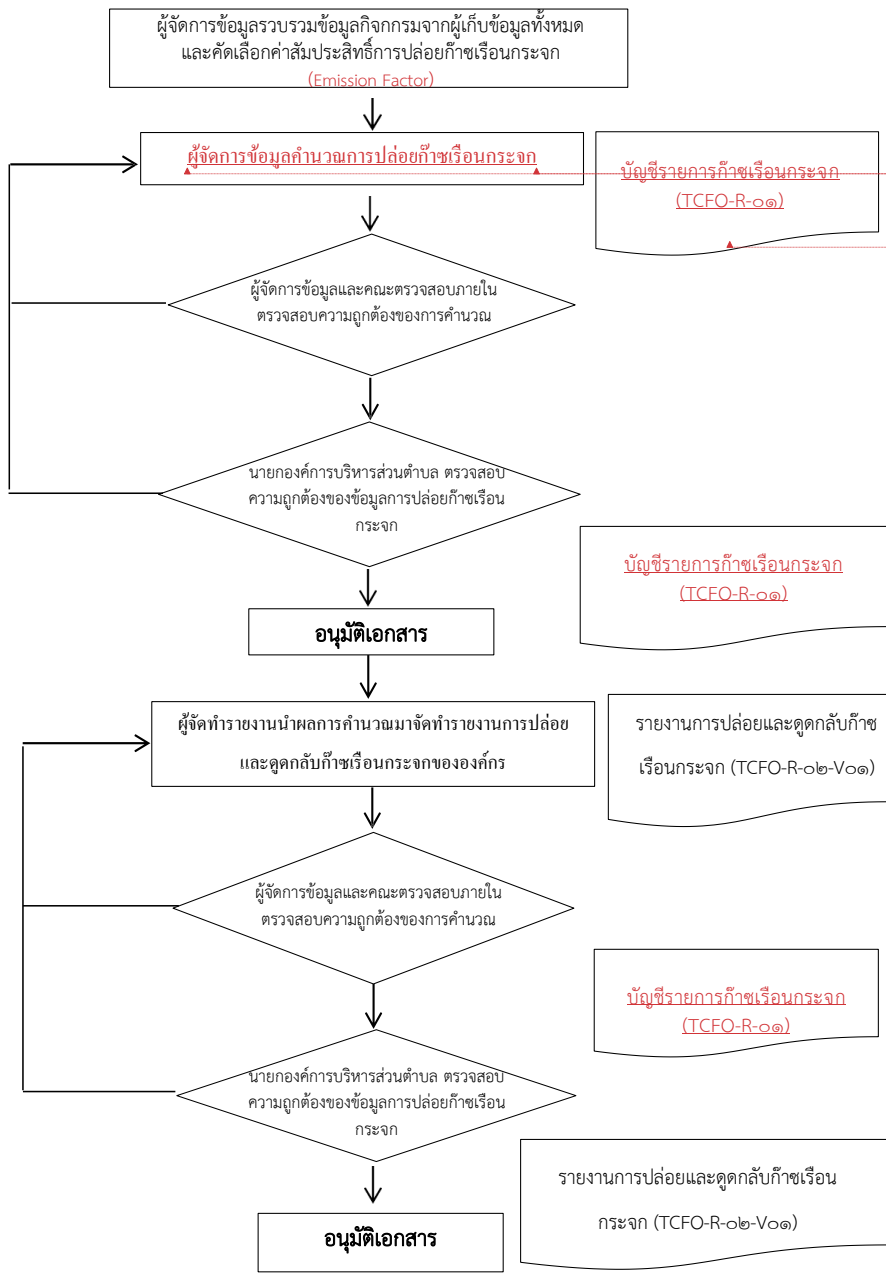 ผู้จัดการข้อมูลรวบรวมข้อมูลกิจกกรมจากผู้เก็บข้อมูลทั้งหมด
และคัดเลือกค่าสัมประสิทธิ์การปล่อยก๊าซเรือนกระจก
(Emission Factor)
ผู้จัดการข้อมูลคำนวณการปล่อยก๊าซเรือนกระจก
บัญชีรายการก๊าซเรือนกระจก
(TCFO-R-๐๑)
ผู้จัดการข้อมูลและคณะตรวจสอบภายใน
ตรวจสอบความถูกต้องของการคำนวณ
นายกองค์การบริหารส่วนตำบล ตรวจสอบ
ความถูกต้องของข้อมูลการปล่อยก๊าซเรือน
กระจก
บัญชีรายการก๊าซเรือนกระจก
(TCFO-R-๐๑)
อนุมัติเอกสาร
ผู้จัดทำรายงานนำผลการคำนวณมาจัดทำรายงานการปล่อย
และดูดกลับก๊าซเรือนกระจกขององค์กร
รายงานการปล่อยและดูดกลับก๊าซ
เรือนกระจก (TCFO-R-๐๒-V๐๑)
ผู้จัดการข้อมูลและคณะตรวจสอบภายใน
ตรวจสอบความถูกต้องของการคำนวณ
บัญชีรายการก๊าซเรือนกระจก
(TCFO-R-๐๑)
นายกองค์การบริหารส่วนตำบล ตรวจสอบ
ความถูกต้องของข้อมูลการปล่อยก๊าซเรือน
กระจก
รายงานการปล่อยและดูดกลับก๊าซเรือน
กระจก (TCFO-R-๐๒-V๐๑)
อนุมัติเอกสาร